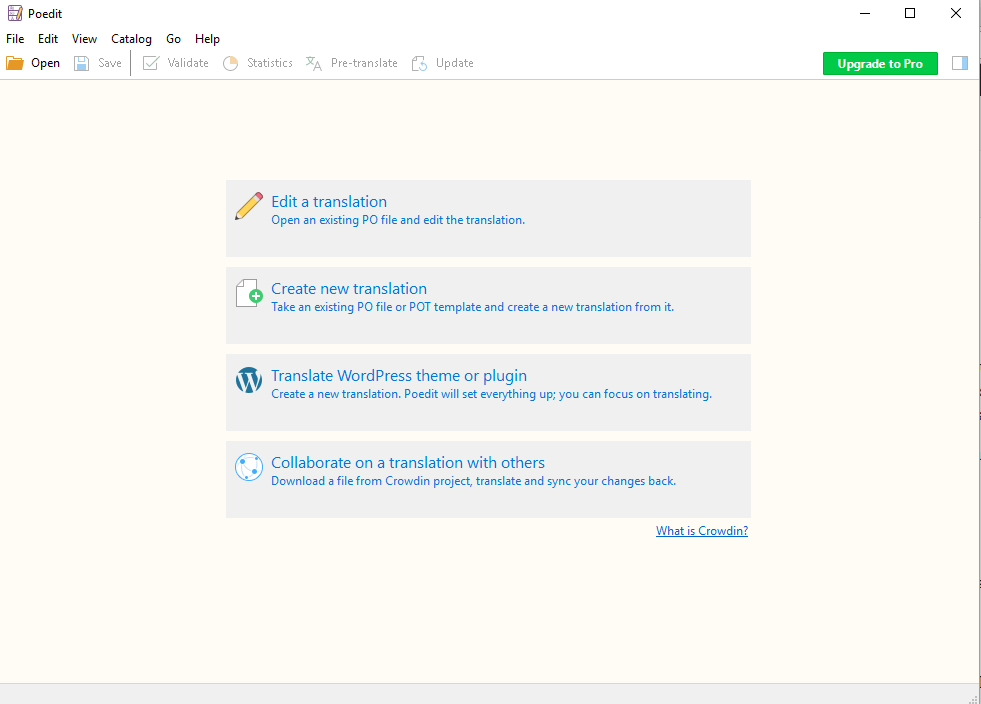 Poedit
File Edit View Catalog Go Help
Open Save Validate Statistics Pre-translate Update Upgrade to Pro
Edit a translation
Open an existing PO file and edit the translation.
Create new translation
Take an existing PO file or POT template and create a new translation from it.
Translate WordPress theme or plugin
Create a new translation. Poedit will set everything up; you can focus on translating.
Collaborate on a translation with others
Download a file from Crowdin project, translate and sync your changes back.
What is Crowdin?